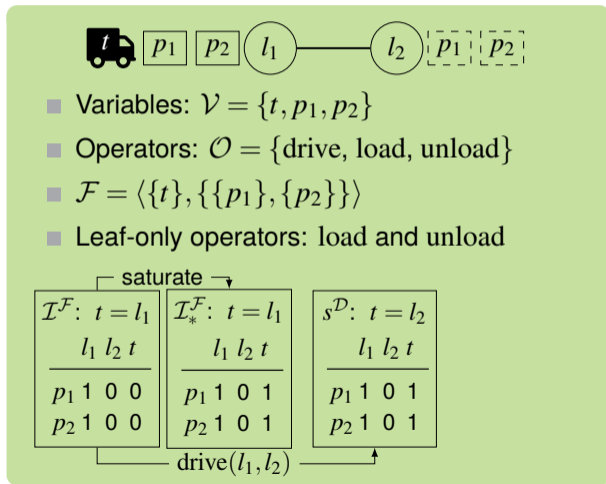 t p₁ p₂ l₁ l₂ p₁ p₂
Variables: 𝒱 = {t, p₁, p₂}
Operators: 𝒪 = {drive, load, unload}
ℱ = ⟨{t}, {{p₁}, {p₂}}⟩
Leaf-only operators: load and unload
saturate
ℐ^ℱ: t = l₁
l₁ l₂ t
p₁ 1 0 0
p₂ 1 0 0
ℐ^ℱ_*: t = l₁
l₁ l₂ t
p₁ 1 0 1
p₂ 1 0 1
s^𝒟: t = l₂
l₁ l₂ t
p₁ 1 0 1
p₂ 1 0 1
drive(l₁, l₂)